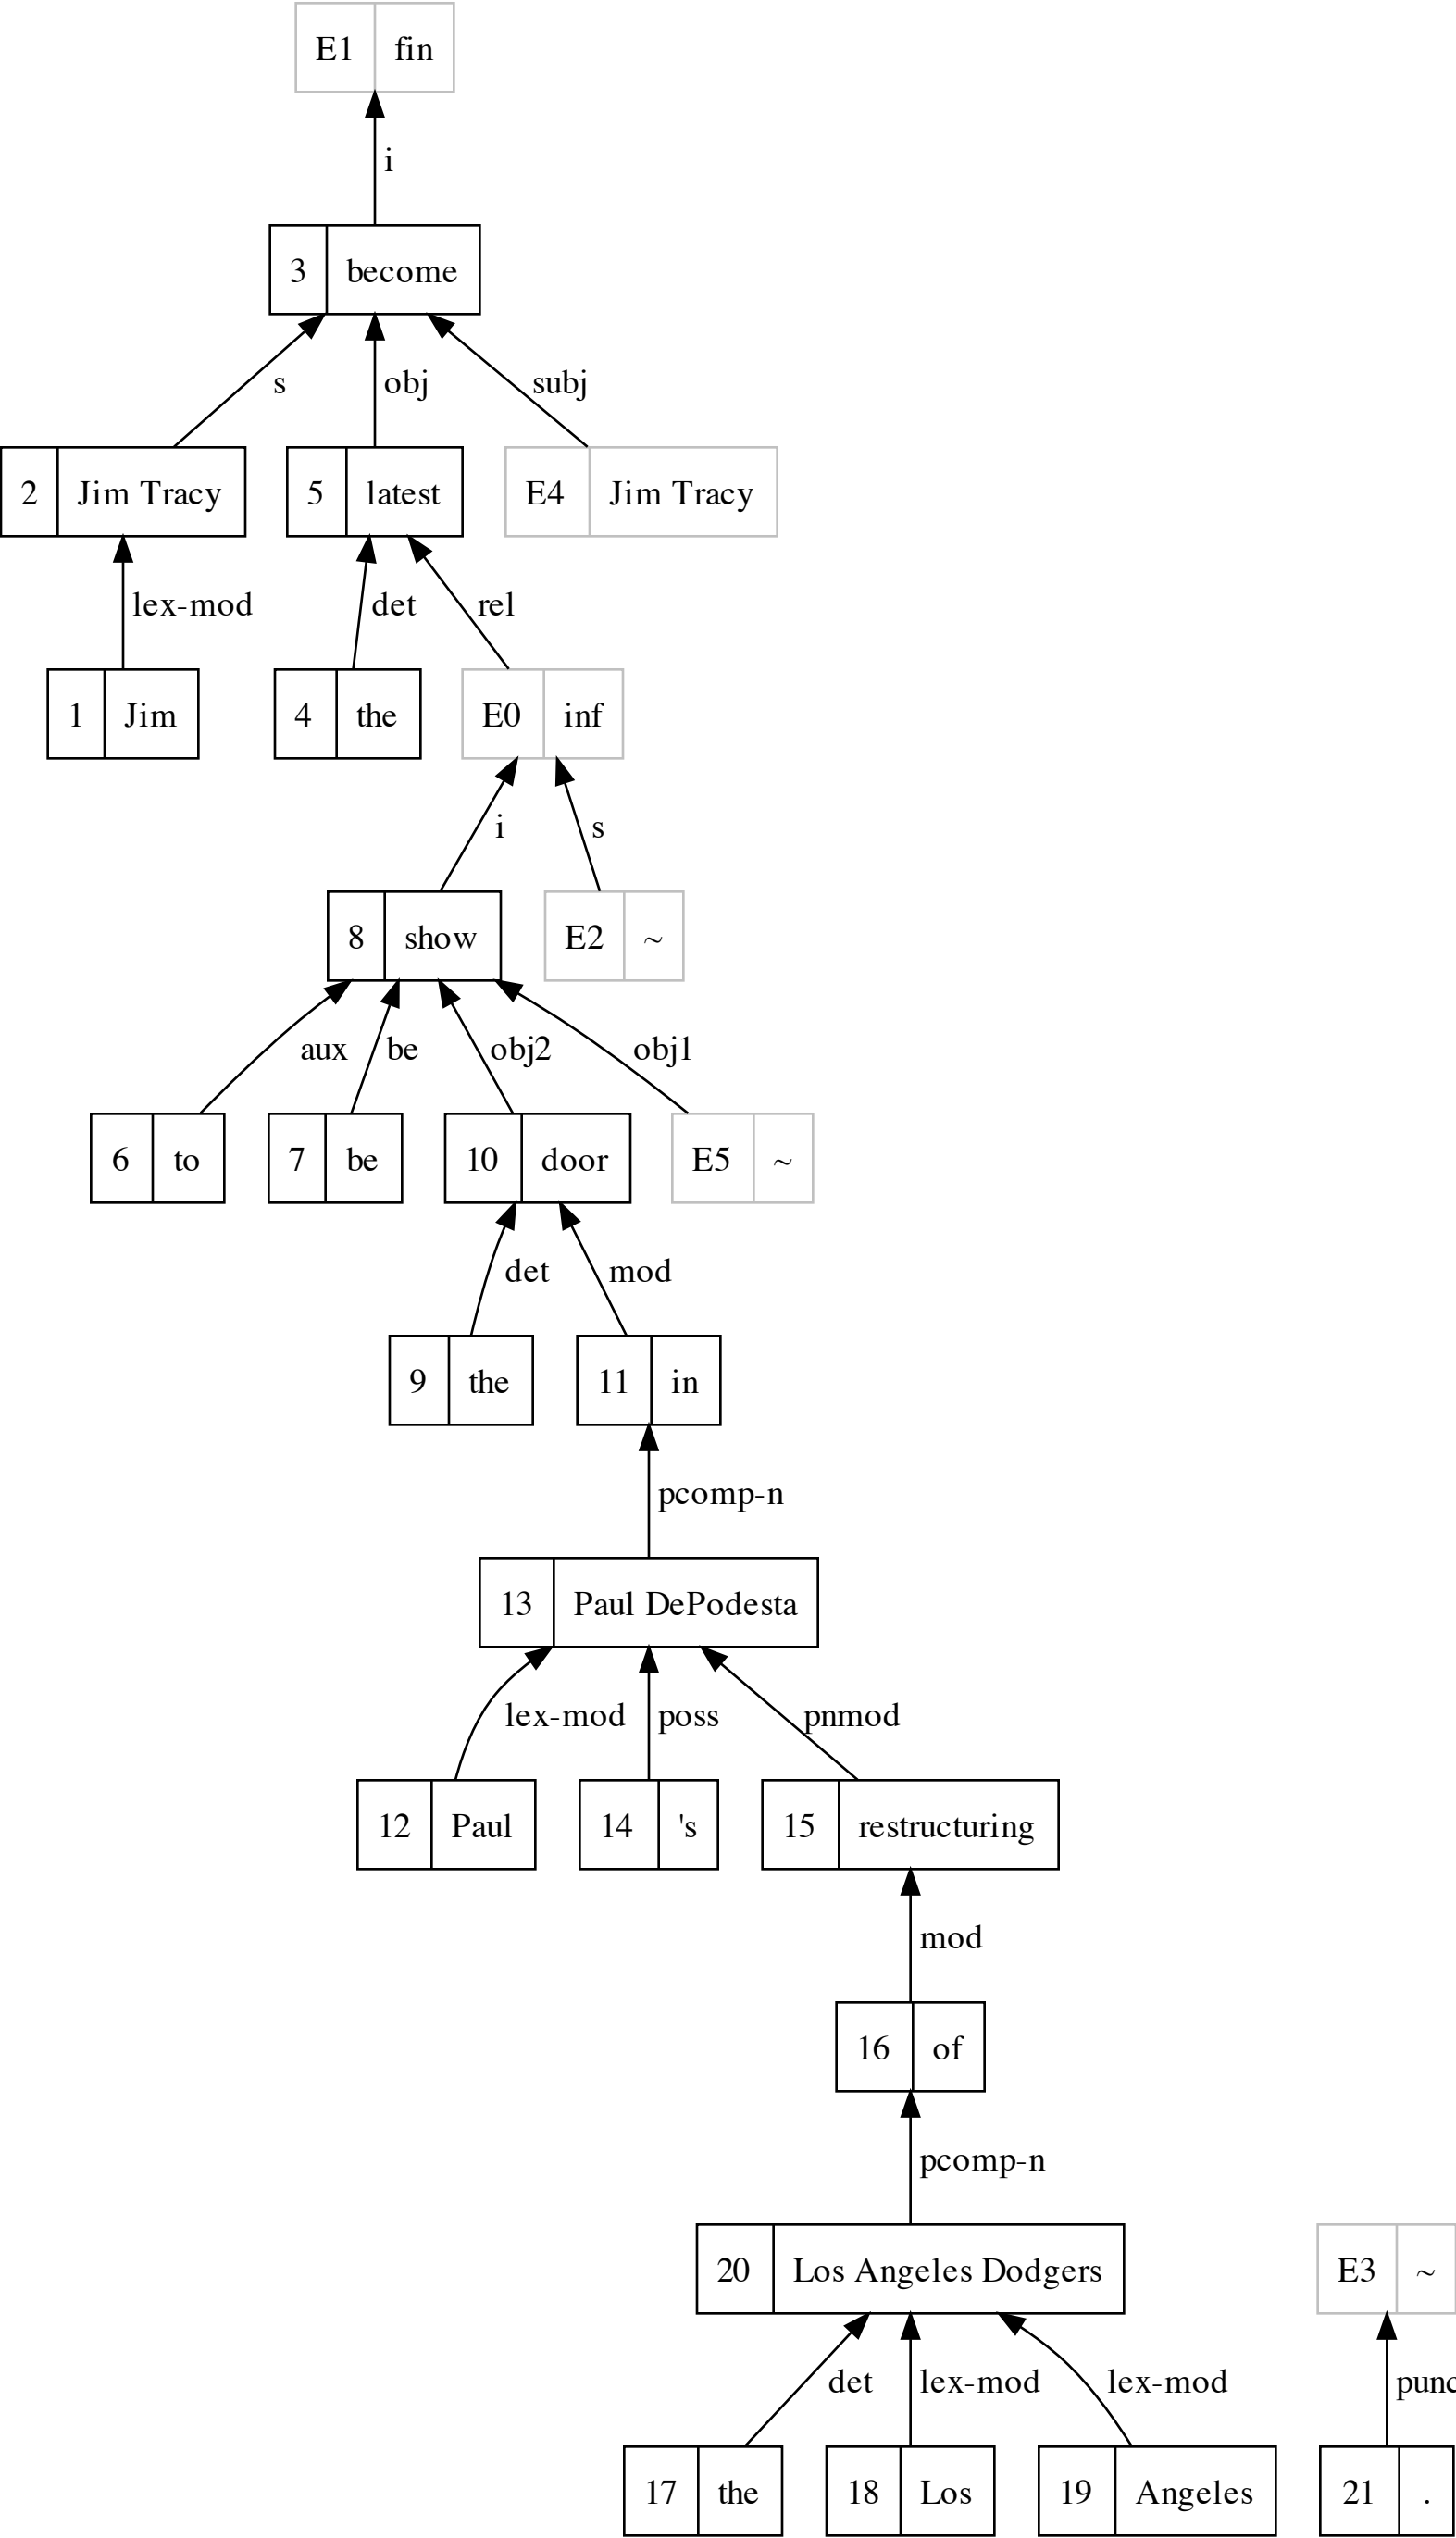 E1 fin
i
3 become
s obj subj
2 Jim Tracy 5 latest E4 Jim Tracy
lex-mod det rel
1 Jim 4 the E0 inf
i s
8 show E2 ~
aux be obj2 obj1
6 to 7 be 10 door E5 ~
det mod
9 the 11 in
pcomp-n
13 Paul DePodesta
lex-mod poss pnmod
12 Paul 14 's 15 restructuring
mod
16 of
pcomp-n
20 Los Angeles Dodgers E3 ~
det lex-mod lex-mod punc
17 the 18 Los 19 Angeles 21 .